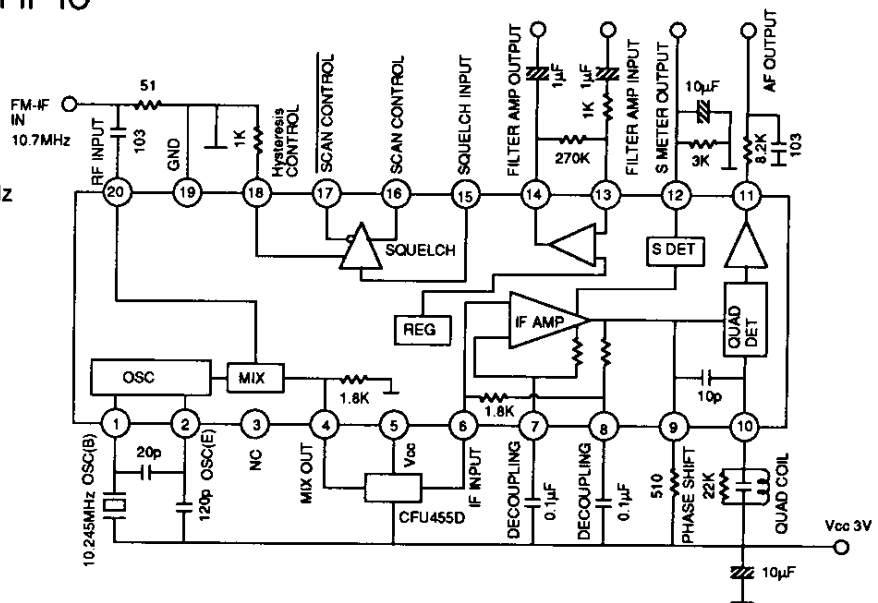 FM-IF
IN
10.7MHz
51
103
RF INPUT
GND
1K
Hysteresis
CONTROL
SCAN CONTROL
SCAN CONTROL
SQUELCH INPUT
FILTER AMP OUTPUT
1μF
1μF
1K
270K
FILTER AMP INPUT
S METER OUTPUT
10μF
3K
AF OUTPUT
8.2K
103
20
19
18
17
16
15
14
13
12
11
SQUELCH
S DET
REG
IF AMP
QUAD
DET
OSC
MIX
1.8K
1.8K
10p
1
2
3
4
5
6
7
8
9
10
10.245MHz OSC(B)
20p
OSC(E)
120p
NC
MIX OUT
Vcc
CFU455D
IF INPUT
DECOUPLING
0.1μF
DECOUPLING
0.1μF
510
PHASE SHIFT
22K
QUAD COIL
Vcc 3V
10μF